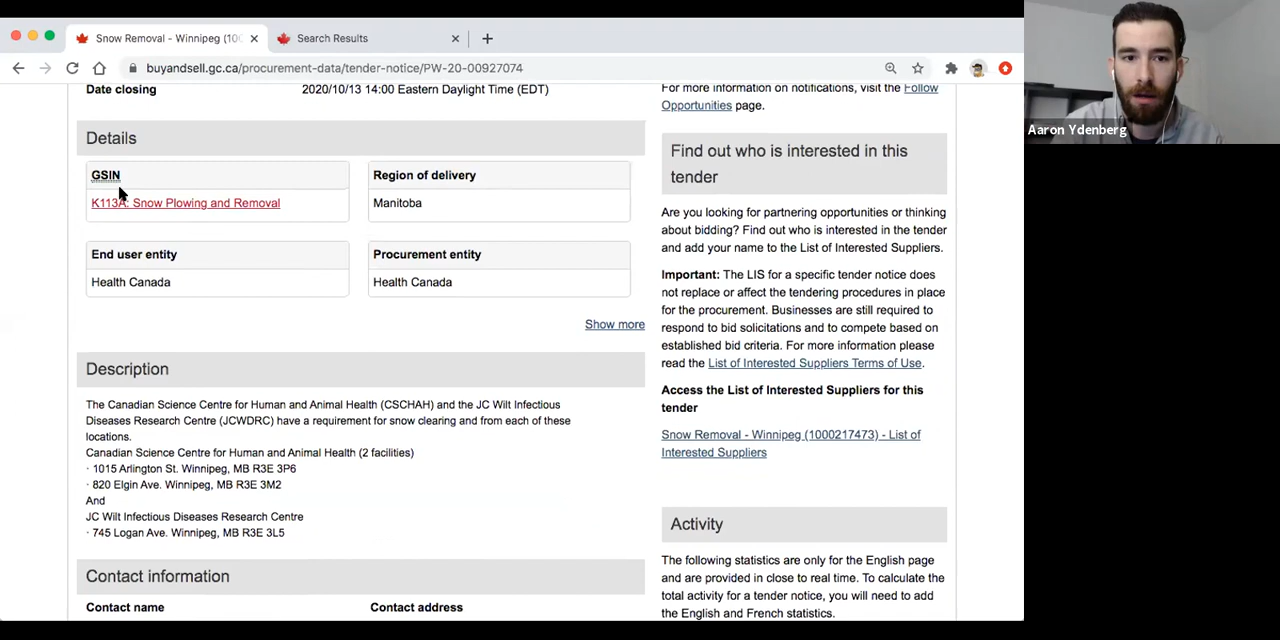 Snow Removal - Winnipeg (100
Search Results
buyandsell.gc.ca/procurement-data/tender-notice/PW-20-00927074
Date closing
2020/10/13 14:00 Eastern Daylight Time (EDT)
Details
GSIN
K113A: Snow Plowing and Removal
Region of delivery
Manitoba
End user entity
Health Canada
Procurement entity
Health Canada
Show more
Description
The Canadian Science Centre for Human and Animal Health (CSCHAH) and the JC Wilt Infectious
Diseases Research Centre (JCWDRC) have a requirement for snow clearing and from each of these
locations.
Canadian Science Centre for Human and Animal Health (2 facilities)
· 1015 Arlington St. Winnipeg, MB R3E 3P6
· 820 Elgin Ave. Winnipeg, MB R3E 3M2
And
JC Wilt Infectious Diseases Research Centre
· 745 Logan Ave. Winnipeg, MB R3E 3L5
Contact information
Contact name
Contact address
For more information on notifications, visit the Follow
Opportunities page.
Find out who is interested in this
tender
Are you looking for partnering opportunities or thinking
about bidding? Find out who is interested in the tender
and add your name to the List of Interested Suppliers.
Important: The LIS for a specific tender notice does
not replace or affect the tendering procedures in place
for the procurement. Businesses are still required to
respond to bid solicitations and to compete based on
established bid criteria. For more information please
read the List of Interested Suppliers Terms of Use.
Access the List of Interested Suppliers for this
tender
Snow Removal - Winnipeg (1000217473) - List of
Interested Suppliers
Activity
The following statistics are only for the English page
and are provided in close to real time. To calculate the
total activity for a tender notice, you will need to add
the English and French statistics.
Aaron Ydenberg